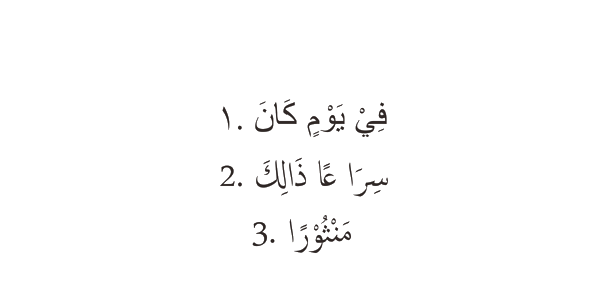 ١. فِيْ يَوْمٍ كَانَ
2. سِرَا عًا ذَالِكَ
3. مَنْثُوْرًا